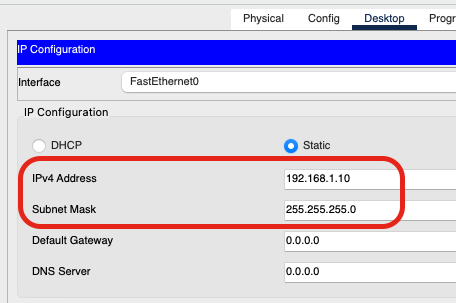 Physical Config Desktop
IP Configuration
Interface FastEthernet0
IP Configuration
DHCP Static
IPv4 Address 192.168.1.10
Subnet Mask 255.255.255.0
Default Gateway 0.0.0.0
DNS Server 0.0.0.0